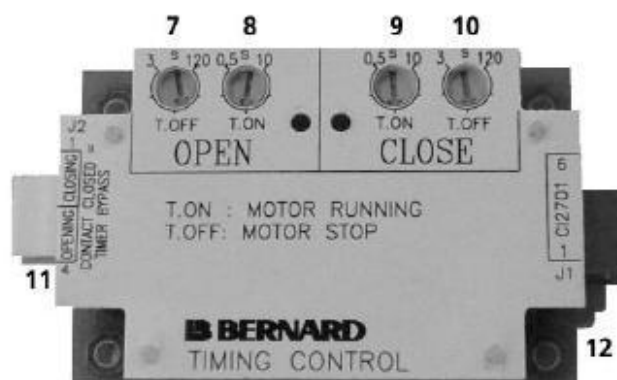 7 8 9 10
3 S 120 0,5 S 10 0,5 S 10 3 S 120
T.OFF T.ON T.ON T.OFF
OPEN CLOSE
J2
1
OPENING CLOSING
CONTACT CLOSED =
TIMER BYPASS
4
11
T.ON : MOTOR RUNNING
T.OFF: MOTOR STOP
6
CI2701
1
J1
12
BERNARD
TIMING CONTROL